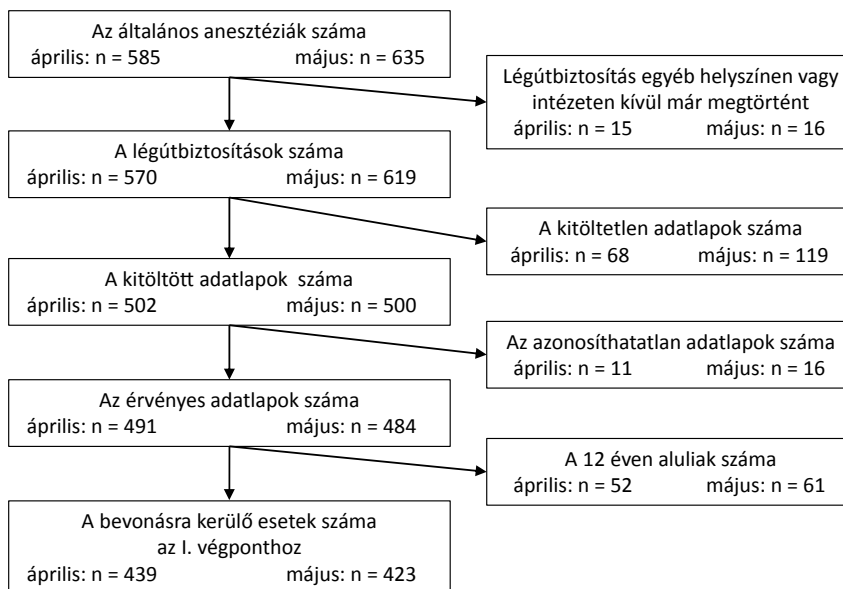 Az általános anesztéziák száma
április: n = 585 május: n = 635
Légútbiztosítás egyéb helyszínen vagy
intézeten kívül már megtörtént
április: n = 15 május: n = 16
A légútbiztosítások száma
április: n = 570 május: n = 619
A kitöltetlen adatlapok száma
április: n = 68 május: n = 119
A kitöltött adatlapok száma
április: n = 502 május: n = 500
Az azonosíthatatlan adatlapok száma
április: n = 11 május: n = 16
Az érvényes adatlapok száma
április: n = 491 május: n = 484
A 12 éven aluliak száma
április: n = 52 május: n = 61
A bevonásra kerülő esetek száma
az I. végponthoz
április: n = 439 május: n = 423